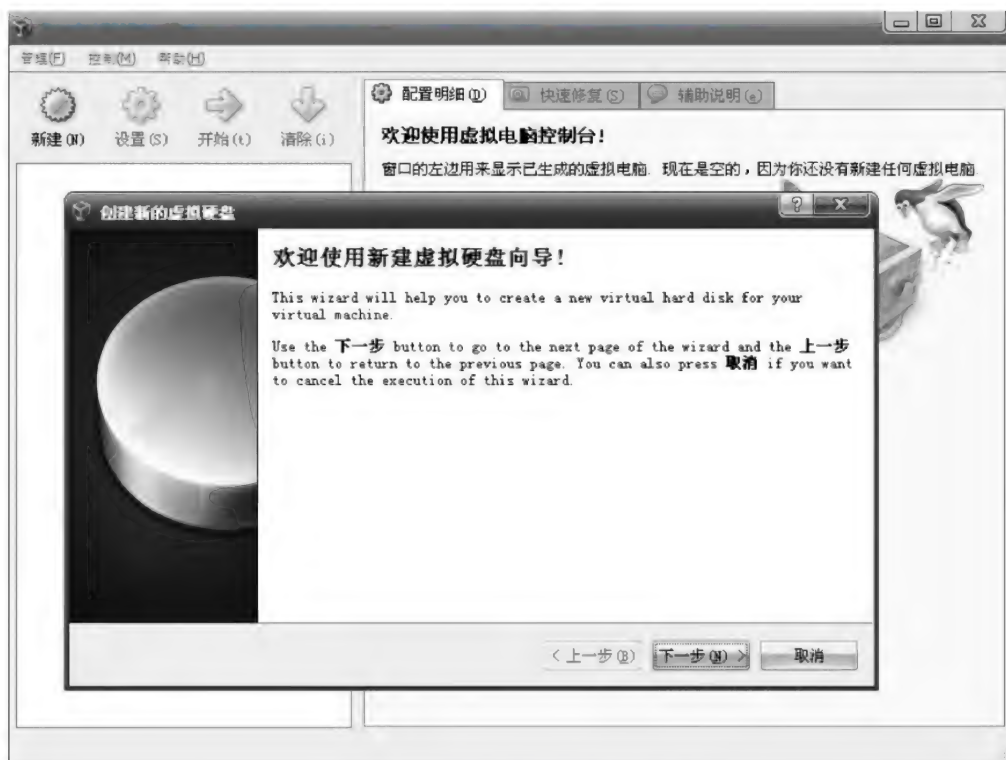 管理(F) 控制(M) 帮助(H)
新建(N) 设置(S) 开始(t) 清除(i)
配置明细(D) 快速修复(S) 辅助说明(e)
欢迎使用虚拟电脑控制台!
窗口的左边用来显示已生成的虚拟电脑. 现在是空的,因为你还没有新建任何虚拟电脑
创建新的虚拟硬盘
欢迎使用新建虚拟硬盘向导!
This wizard will help you to create a new virtual hard disk for your
virtual machine.
Use the 下一步 button to go to the next page of the wizard and the 上一步
button to return to the previous page. You can also press 取消 if you want
to cancel the execution of this wizard.
< 上一步(B) 下一步(N) > 取消